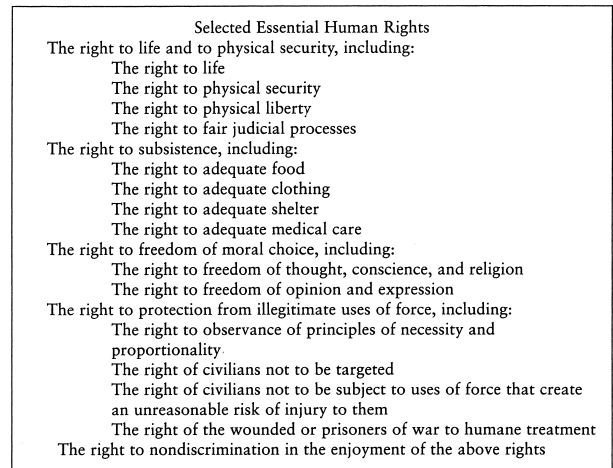 Selected Essential Human Rights
The right to life and to physical security, including:
The right to life
The right to physical security
The right to physical liberty
The right to fair judicial processes
The right to subsistence, including:
The right to adequate food
The right to adequate clothing
The right to adequate shelter
The right to adequate medical care
The right to freedom of moral choice, including:
The right to freedom of thought, conscience, and religion
The right to freedom of opinion and expression
The right to protection from illegitimate uses of force, including:
The right to observance of principles of necessity and
proportionality
The right of civilians not to be targeted
The right of civilians not to be subject to uses of force that create
an unreasonable risk of injury to them
The right of the wounded or prisoners of war to humane treatment
The right to nondiscrimination in the enjoyment of the above rights